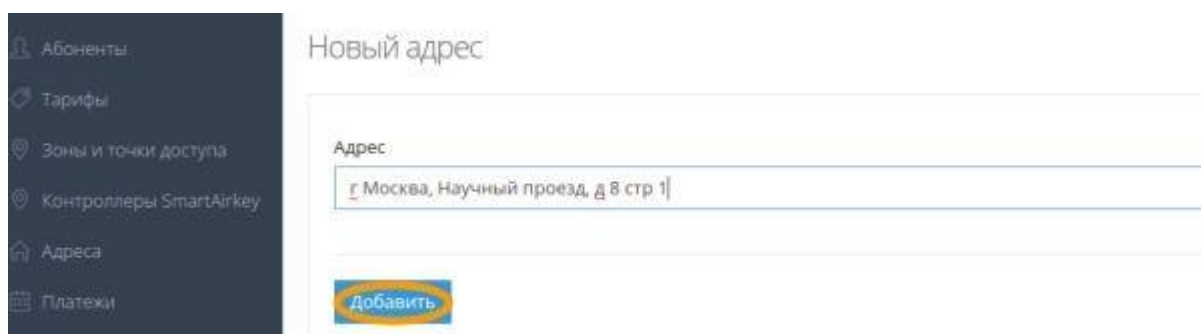 Абоненты
Тарифы
Зоны и точки доступа
Контроллеры SmartAirkey
Адреса
Платежи
Новый адрес
Адрес
г Москва, Научный проезд, д 8 стр 1
Добавить